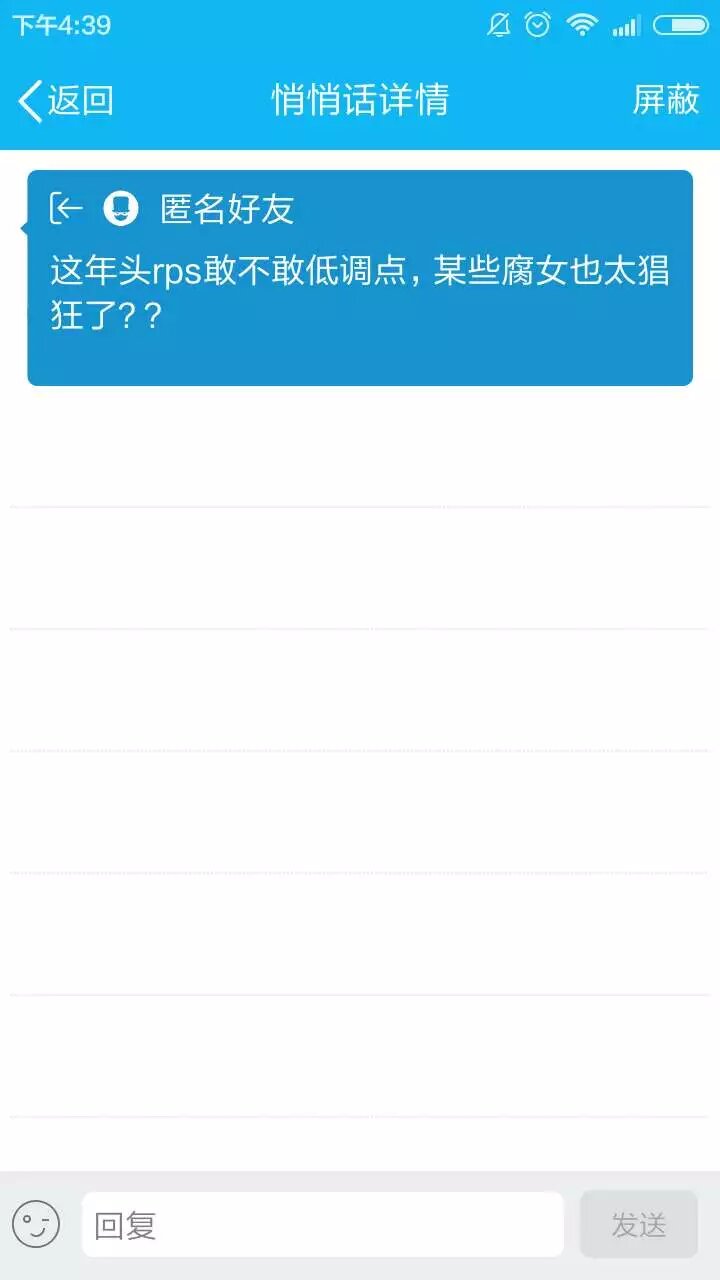 下午4:39
返回 悄悄话详情 屏蔽
匿名好友
这年头rps敢不敢低调点, 某些腐女也太猖
狂了? ?
回复 发送